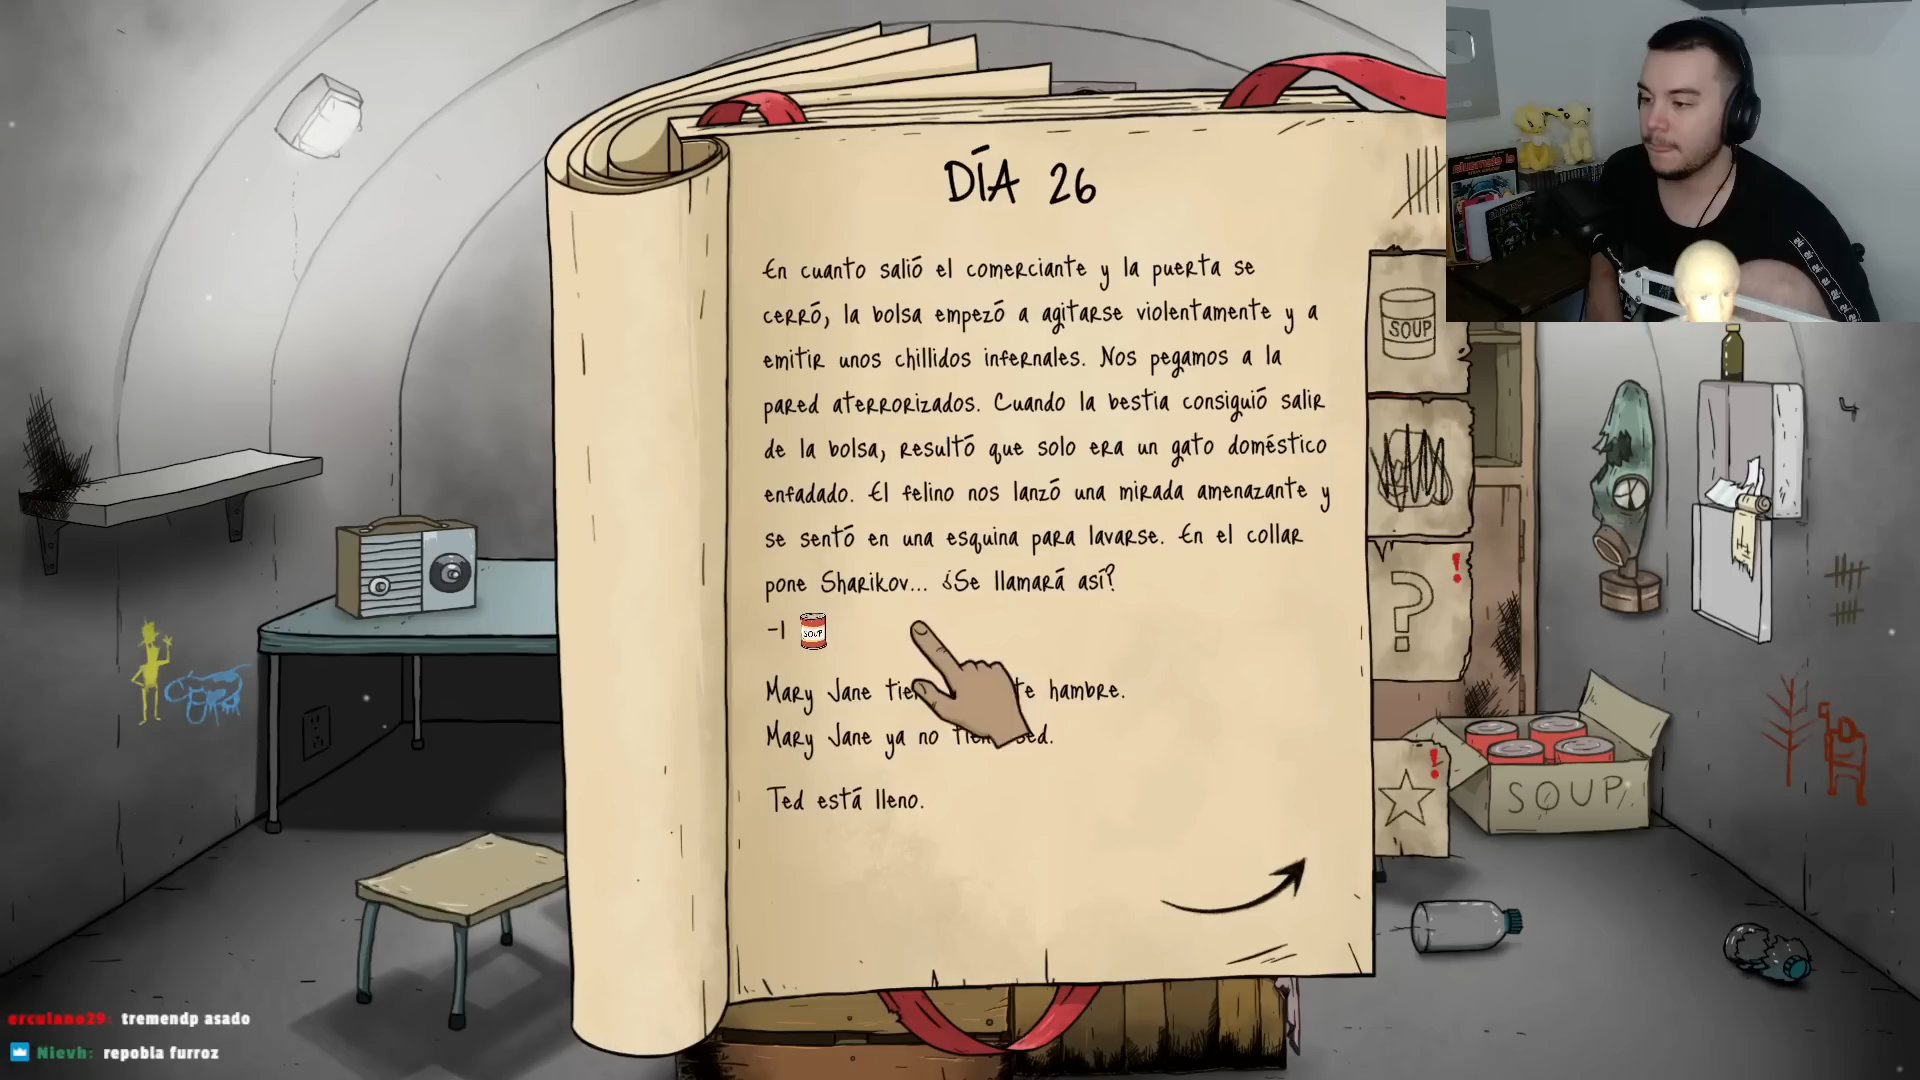 DÍA 26
En cuanto salió el comerciante y la puerta se
cerró, la bolsa empezó a agitarse violentamente y a
emitir unos chillidos infernales. Nos pegamos a la
pared aterrorizados. Cuando la bestia consiguió salir
de la bolsa, resultó que solo era un gato doméstico
enfadado. El felino nos lanzó una mirada amenazante y
se sentó en una esquina para lavarse. En el collar
pone Sharikov... ¿Se llamará así?
-1 SOUP
Mary Jane hambre.
Mary Jane ya no
Ted está lleno.
SOUP
?
!
!
SOUP
erculano29: tremendp asado
Nievh: repobla furroz